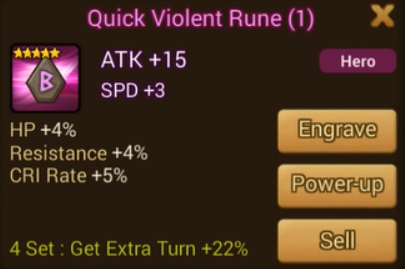 Quick Violent Rune (1)
ATK +15
Hero
SPD +3
HP +4%
Resistance +4%
CRI Rate +5%
Engrave
Power-up
Sell
4 Set : Get Extra Turn +22%